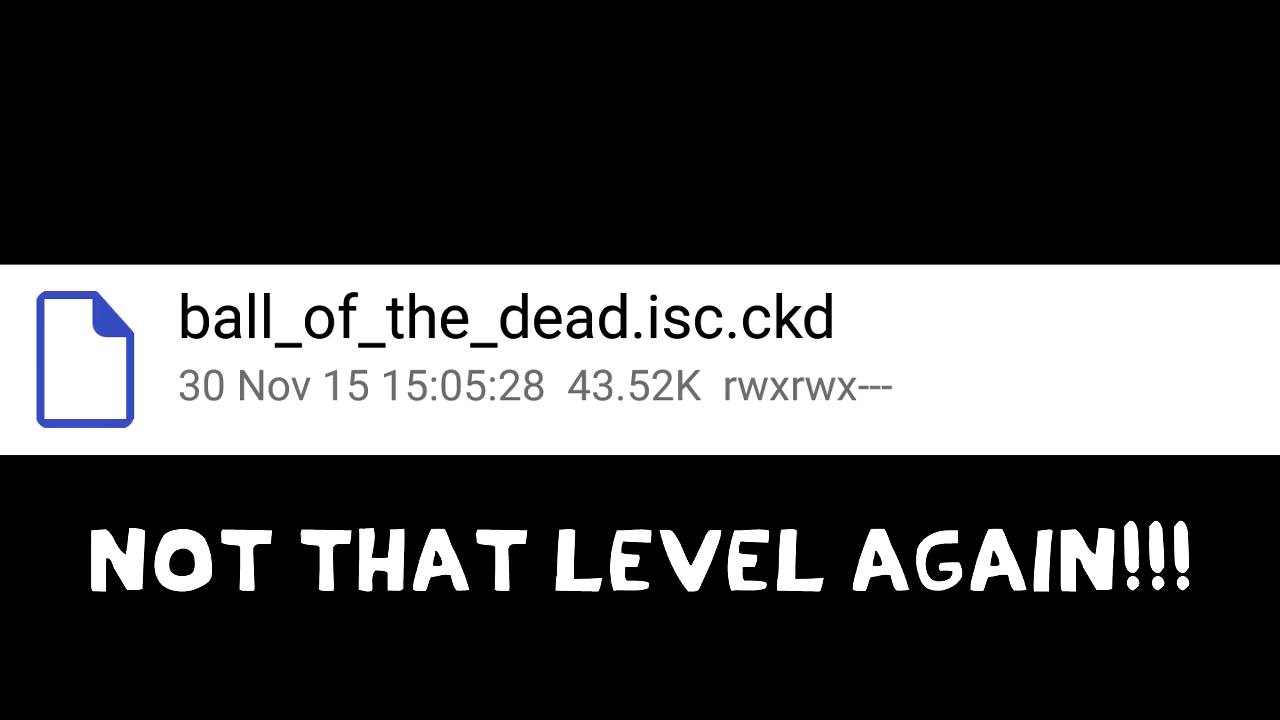 ball_of_the_dead.isc.ckd
30 Nov 15 15:05:28 43.52K rwxrwx---
NOT THAT LEVEL AGAIN!!!